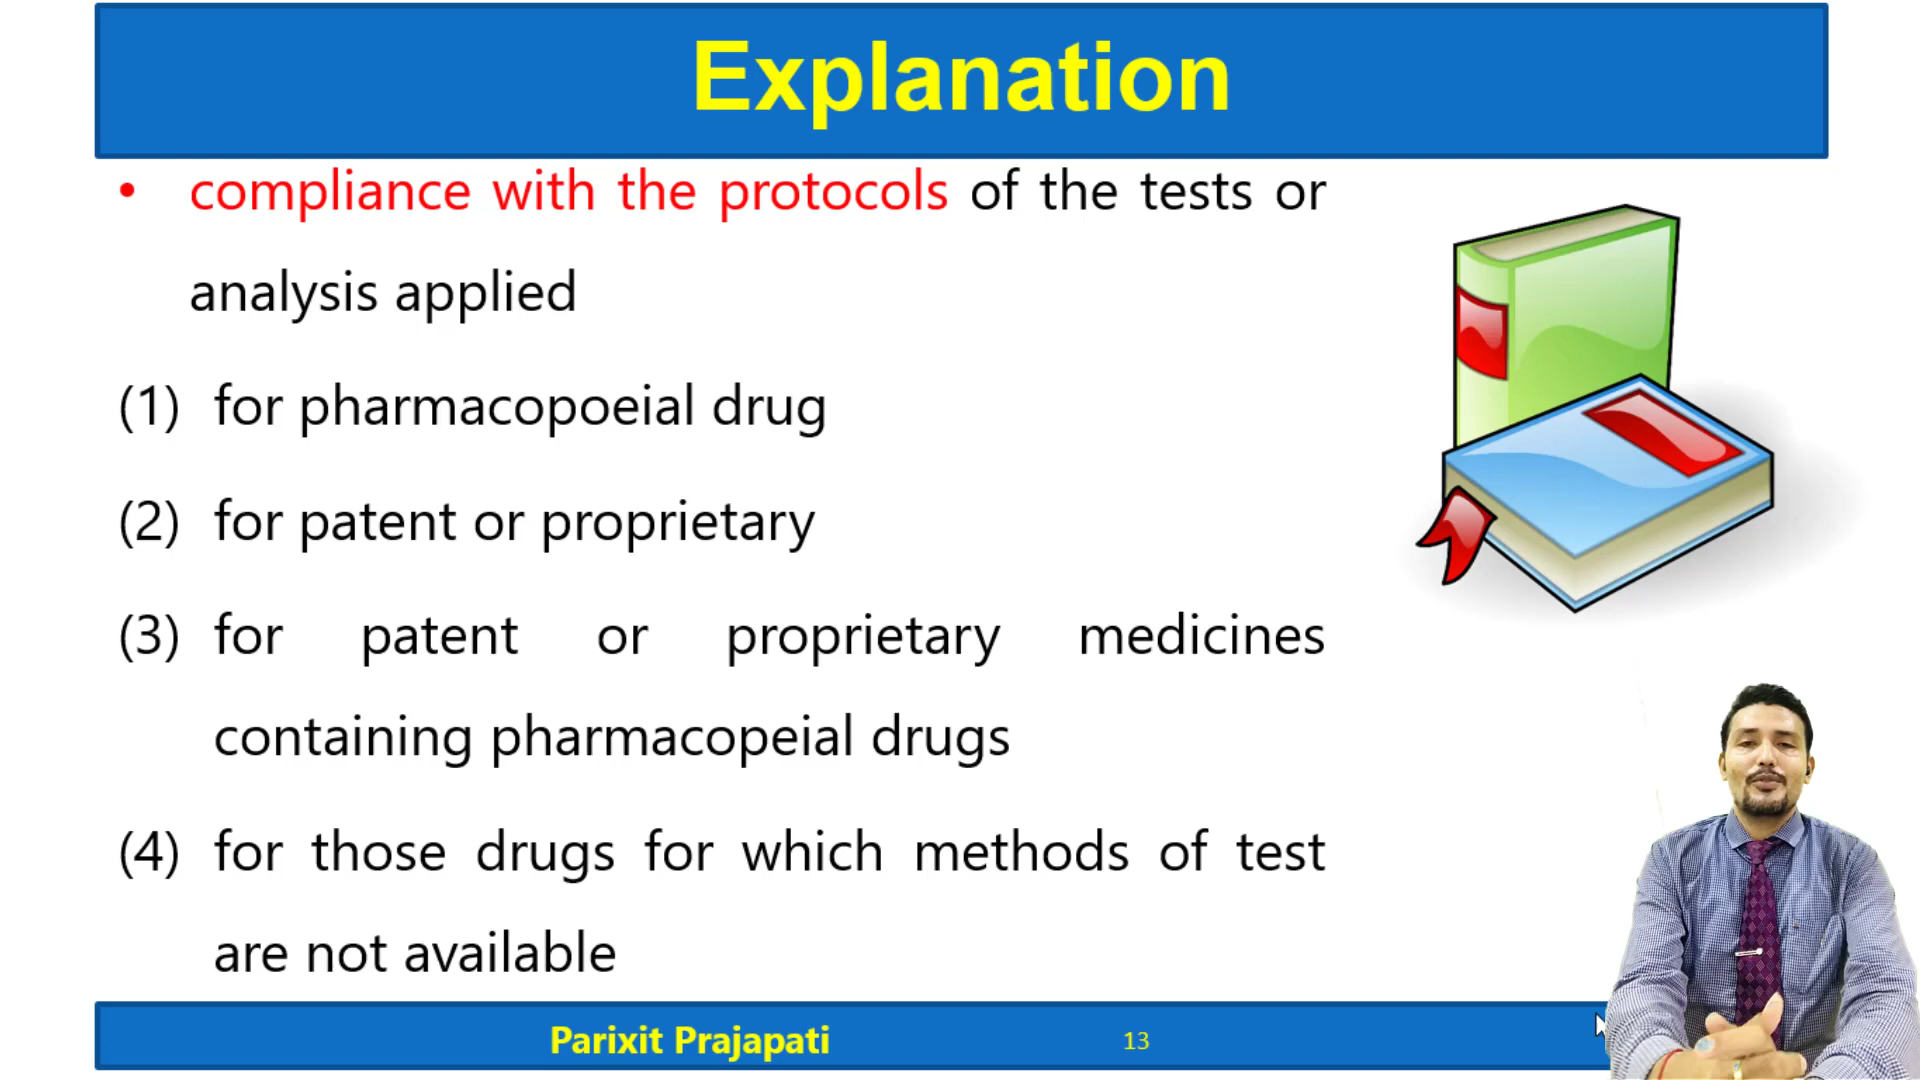 Explanation
• compliance with the protocols of the tests or
analysis applied
(1) for pharmacopoeial drug
(2) for patent or proprietary
(3) for patent or proprietary medicines
containing pharmacopeial drugs
(4) for those drugs for which methods of test
are not available
Parixit Prajapati 13